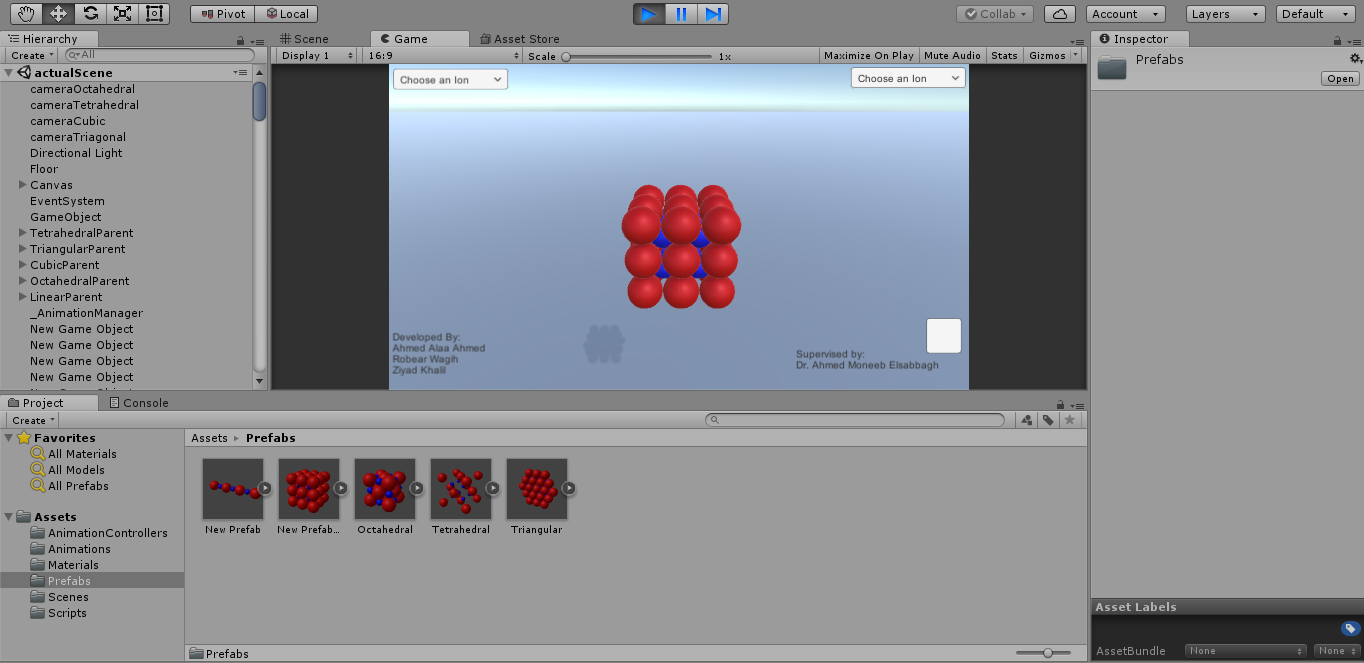 Pivot Local Collab Account Layers Default
Hierarchy
Create All
actualScene
cameraOctahedral
cameraTetrahedral
cameraCubic
cameraTriagonal
Directional Light
Floor
Canvas
EventSystem
GameObject
TetrahedralParent
TriangularParent
CubicParent
OctahedralParent
LinearParent
_AnimationManager
New Game Object
New Game Object
New Game Object
New Game Object
Scene Game Asset Store
Display 1 16:9 Scale 1x Maximize On Play Mute Audio Stats Gizmos
Choose an Ion Choose an Ion
Developed By:
Ahmed Alaa Ahmed
Robear Wagih
Ziyad Khalil
Supervised by:
Dr. Ahmed Moneeb Elsabbagh
Inspector
Prefabs
Open
Project Console
Create
Favorites
All Materials
All Models
All Prefabs
Assets
AnimationControllers
Animations
Materials
Prefabs
Scenes
Scripts
Assets Prefabs
New Prefab New Prefab... Octahedral Tetrahedral Triangular
Prefabs
Asset Labels
AssetBundle None None